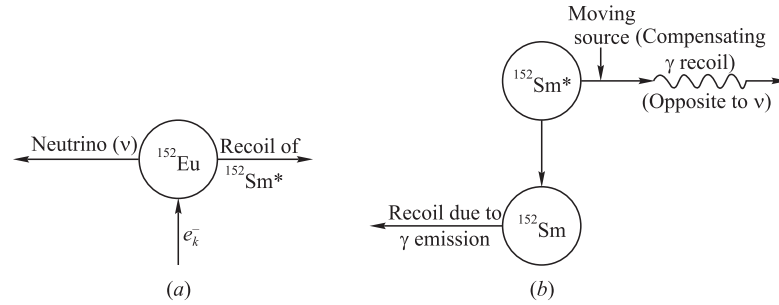 Neutrino (ν)
¹⁵²Eu
Recoil of
¹⁵²Sm*
e⁻ₖ
(a)
Moving
source (Compensating
γ recoil)
¹⁵²Sm*
(Opposite to ν)
Recoil due to
γ emission
¹⁵²Sm
(b)